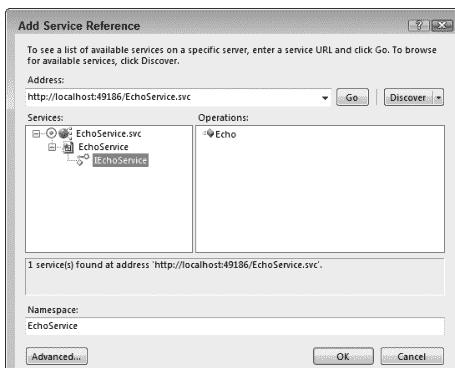 Add Service Reference
To see a list of available services on a specific server, enter a service URL and click Go. To browse
for available services, click Discover.
Address:
http://localhost:49186/EchoService.svc
Go
Discover
Services:
Operations:
EchoService.svc
Echo
EchoService
IEchoService
1 service(s) found at address 'http://localhost:49186/EchoService.svc'.
Namespace:
EchoService
Advanced...
OK
Cancel